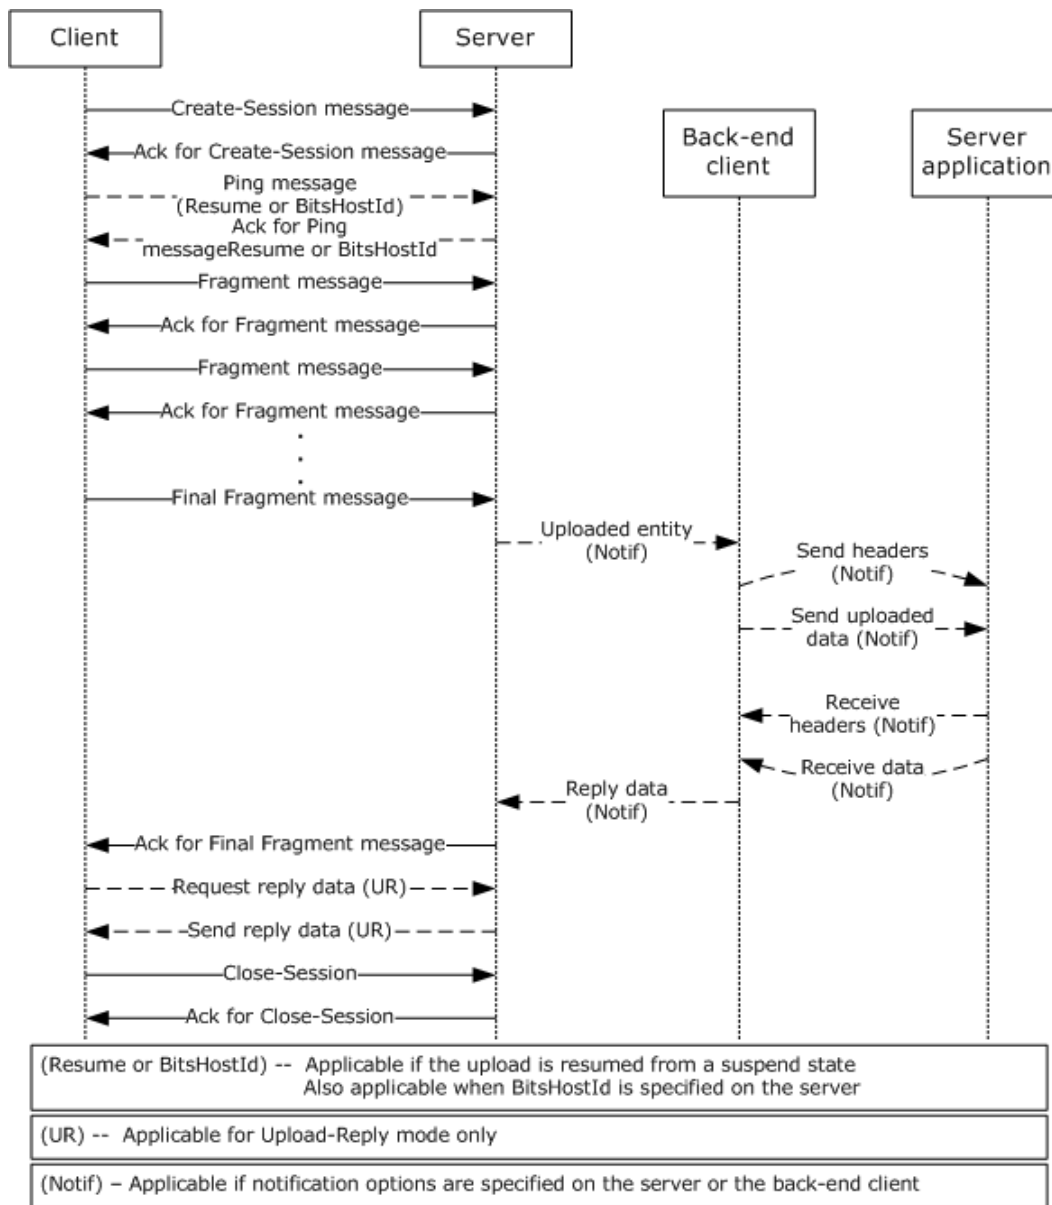 Client
Server
Create-Session message
Back-end
client
Server
application
Ack for Create-Session message
Ping message
(Resume or BitsHostId)
Ack for Ping
messageResume or BitsHostId
Fragment message
Ack for Fragment message
Fragment message
Ack for Fragment message
.
.
.
Final Fragment message
Uploaded entity
(Notif)
Send headers
(Notif)
Send uploaded
data (Notif)
Receive
headers (Notif)
Receive data
(Notif)
Reply data
(Notif)
Ack for Final Fragment message
Request reply data (UR)
Send reply data (UR)
Close-Session
Ack for Close-Session
(Resume or BitsHostId) -- Applicable if the upload is resumed from a suspend state
Also applicable when BitsHostId is specified on the server
(UR) -- Applicable for Upload-Reply mode only
(Notif) – Applicable if notification options are specified on the server or the back-end client